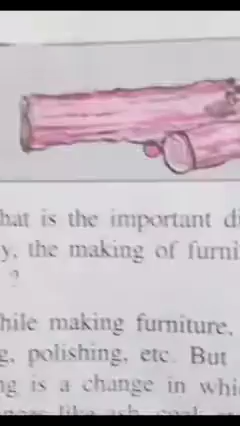 hat is the important di
y, the making of furni
?
hile making furniture,
g, polishing, etc. But
ng is a change in whi